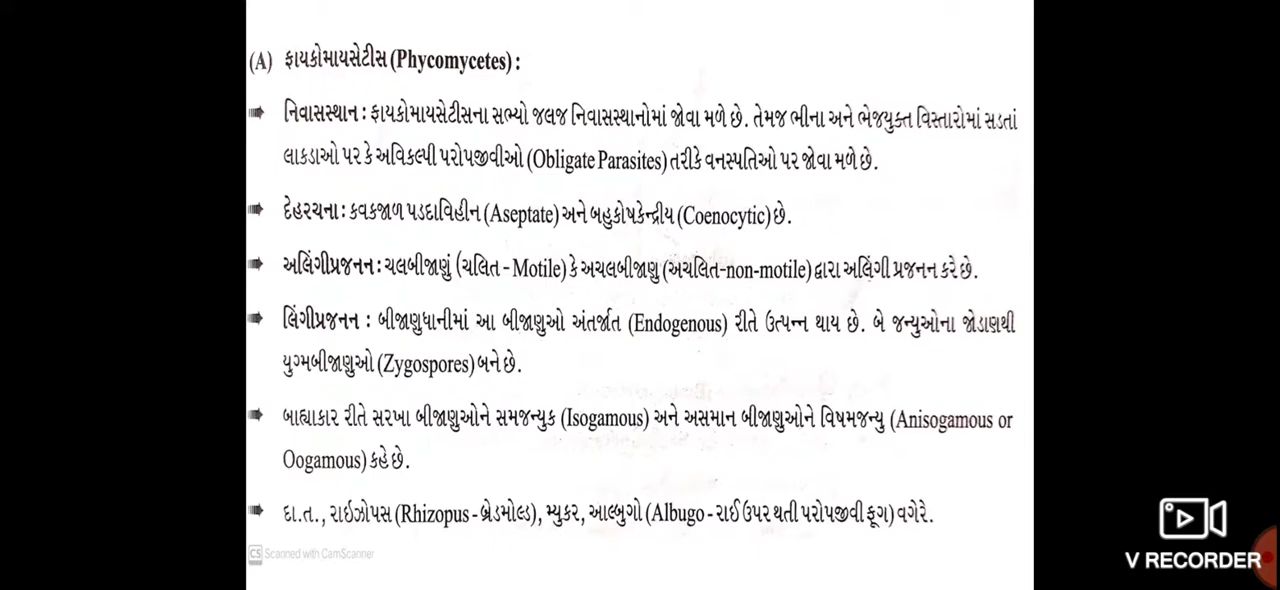 (A) ફાયકોમાયસેટીસ (Phycomycetes) :
નિવાસસ્થાન : ફાયકોમાયસેટીસના સભ્યો જલજ નિવાસસ્થાનોમાં જોવા મળે છે. તેમજ ભીના અને ભેજયુક્ત વિસ્તારોમાં સડતાં
લાકડાઓ પર કે અવિકલ્પી પરોપજીવીઓ (Obligate Parasites) તરીકે વનસ્પતિઓ પર જોવા મળે છે.
દેહરચના : કવકજાળ પડદાવિહીન (Aseptate) અને બહુકોષકેન્દ્રીય (Coenocytic) છે.
અલિંગીપ્રજનન : ચલબીજાણું (ચલિત - Motile) કે અચલબીજાણુ (અચલિત-non-motile) દ્વારા અલિંગી પ્રજનન કરે છે.
લિંગીપ્રજનન : બીજાણુધાનીમાં આ બીજાણુઓ અંતર્જાત (Endogenous) રીતે ઉત્પન્ન થાય છે. બે જન્યુઓના જોડાણથી
યુગ્મબીજાણુઓ (Zygospores) બને છે.
બાહ્યાકાર રીતે સરખા બીજાણુઓને સમજન્યુક (Isogamous) અને અસમાન બીજાણુઓને વિષમજન્યુ (Anisogamous or
Oogamous) કહે છે.
દા.ત., રાઇઝોપસ (Rhizopus - બ્રેડમોલ્ડ), મ્યુકર, આલ્બુગો (Albugo - રાઈ ઉપર થતી પરોપજીવી ફૂગ) વગેરે.
CS Scanned with CamScanner
V RECORDER